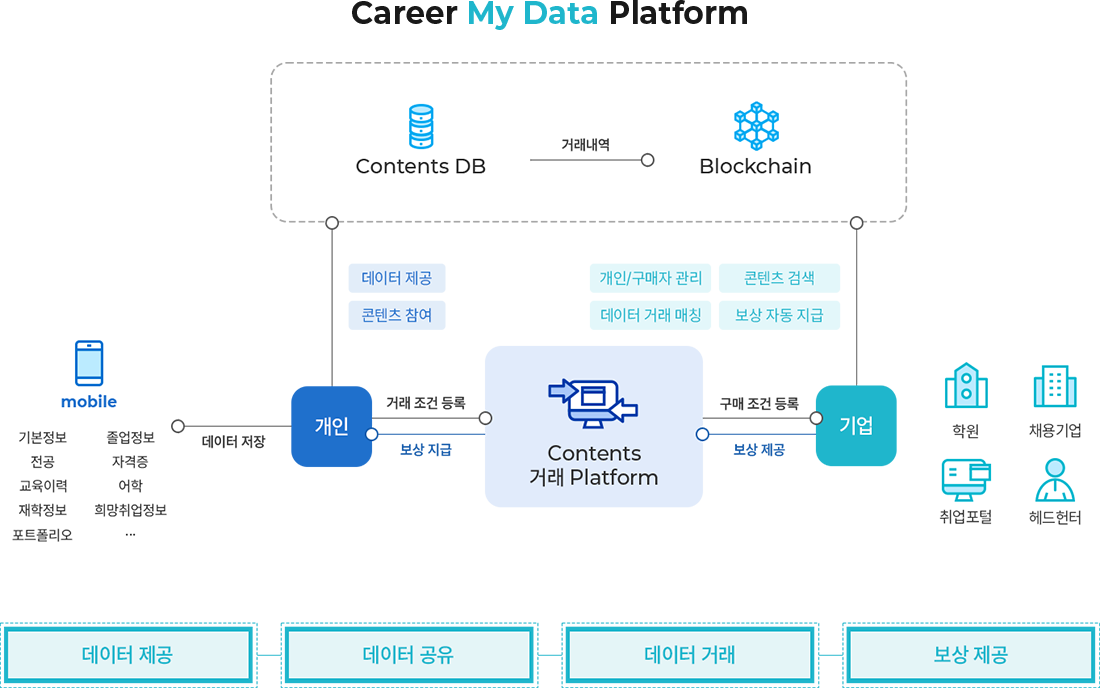 Career My Data Platform
거래내역
Contents DB
Blockchain
데이터 제공
콘텐츠 참여
개인/구매자 관리
콘텐츠 검색
데이터 거래 매칭
보상 자동 지급
mobile
기본정보
졸업정보
전공
자격증
교육이력
어학
재학정보
희망취업정보
포트폴리오
...
데이터 저장
개인
거래 조건 등록
보상 지급
Contents
거래 Platform
구매 조건 등록
보상 제공
기업
학원
채용기업
취업포털
헤드헌터
데이터 제공
데이터 공유
데이터 거래
보상 제공